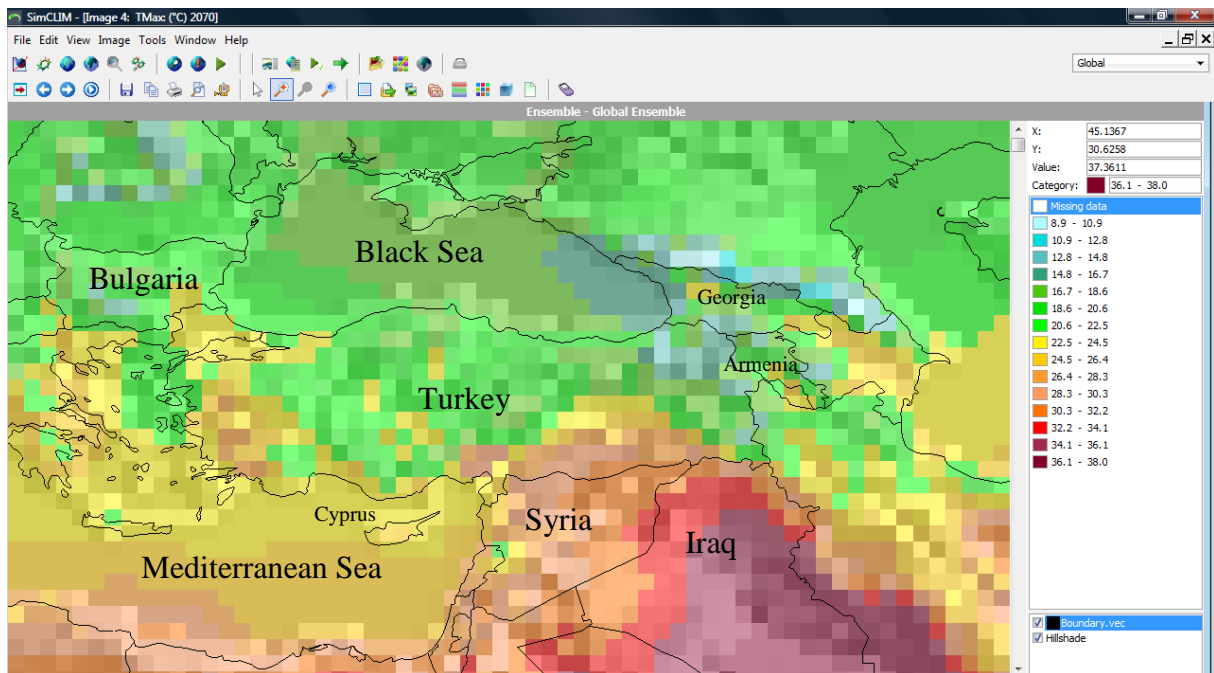 SimCLIM - [Image 4: TMax: (°C) 2070]
File Edit View Image Tools Window Help
Global
Ensemble - Global Ensemble
X: 45.1367
Y: 30.6258
Value: 37.3611
Category: 36.1 - 38.0
Missing data
8.9 - 10.9
10.9 - 12.8
12.8 - 14.8
14.8 - 16.7
16.7 - 18.6
18.6 - 20.6
20.6 - 22.5
22.5 - 24.5
24.5 - 26.4
26.4 - 28.3
28.3 - 30.3
30.3 - 32.2
32.2 - 34.1
34.1 - 36.1
36.1 - 38.0
Black Sea
Bulgaria
Georgia
Armenia
Turkey
Cyprus
Syria
Iraq
Mediterranean Sea
Boundary.vec
Hillshade